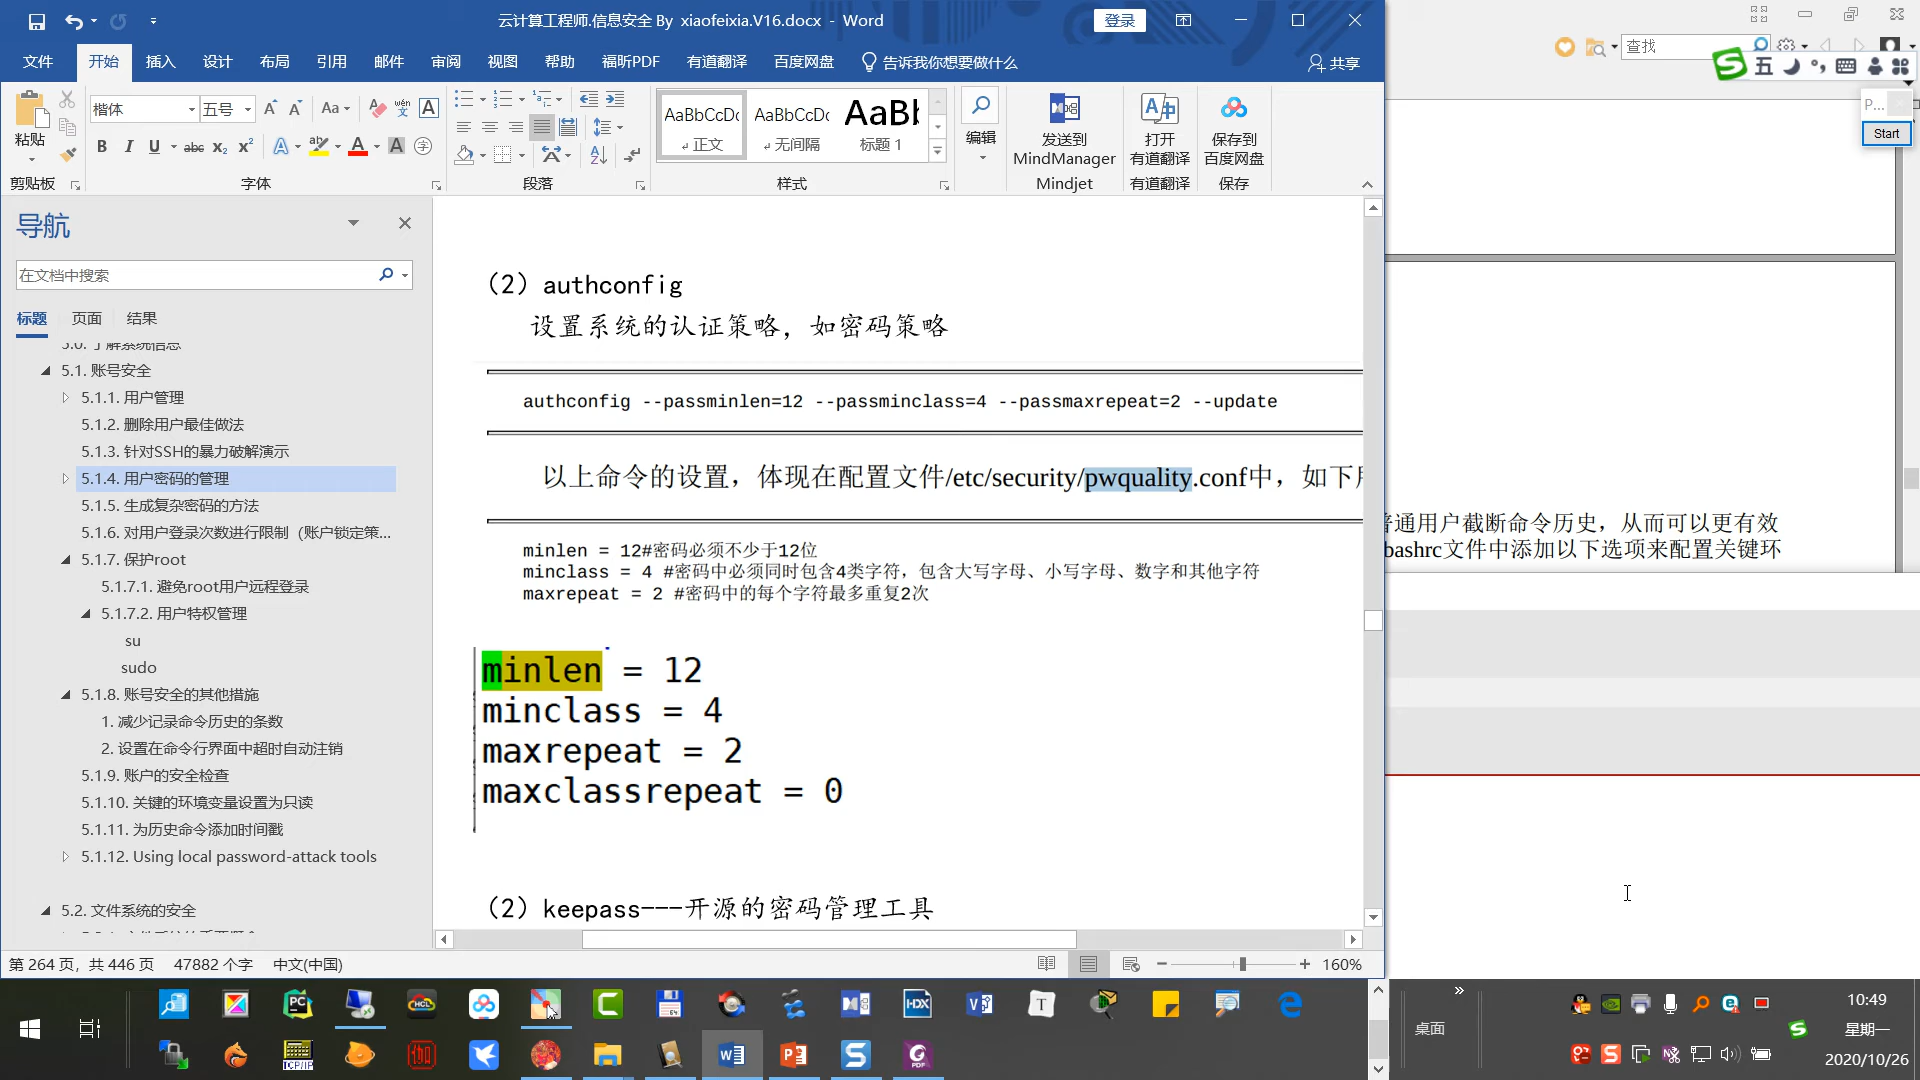 云计算工程师.信息安全 By xiaofeixia.V16.docx - Word
登录
文件
开始
插入
设计
布局
引用
邮件
审阅
视图
帮助
福昕PDF
有道翻译
百度网盘
告诉我你想要做什么
共享
粘贴
楷体
五号
剪贴板
字体
段落
AaBbCcDc
正文
AaBbCcDc
无间隔
AaBb
标题 1
样式
编辑
发送到
MindManager
Mindjet
打开
有道翻译
有道翻译
保存到
百度网盘
保存
导航
在文档中搜索
标题
页面
结果
5.0. 了解系统信息
5.1. 账号安全
5.1.1. 用户管理
5.1.2. 删除用户最佳做法
5.1.3. 针对SSH的暴力破解演示
5.1.4. 用户密码的管理
5.1.5. 生成复杂密码的方法
5.1.6. 对用户登录次数进行限制（账户锁定策...
5.1.7. 保护root
5.1.7.1. 避免root用户远程登录
5.1.7.2. 用户特权管理
su
sudo
5.1.8. 账号安全的其他措施
1. 减少记录命令历史的条数
2. 设置在命令行界面中超时自动注销
5.1.9. 账户的安全检查
5.1.10. 关键的环境变量设置为只读
5.1.11. 为历史命令添加时间戳
5.1.12. Using local password-attack tools
5.2. 文件系统的安全
（2）authconfig
设置系统的认证策略，如密码策略
authconfig --passminlen=12 --passminclass=4 --passmaxrepeat=2 --update
以上命令的设置，体现在配置文件/etc/security/pwquality.conf中，如下
minlen = 12#密码必须不少于12位
minclass = 4 #密码中必须同时包含4类字符，包含大写字母、小写字母、数字和其他字符
maxrepeat = 2 #密码中的每个字符最多重复2次
minlen = 12
minclass = 4
maxrepeat = 2
maxclassrepeat = 0
（2）keepass---开源的密码管理工具
第 264 页，共 446 页
47882 个字
中文(中国)
160%
查找
五
P...
Start
普通用户截断命令历史，从而可以更有效
bashrc文件中添加以下选项来配置关键环
桌面
10:49
星期一
2020/10/26